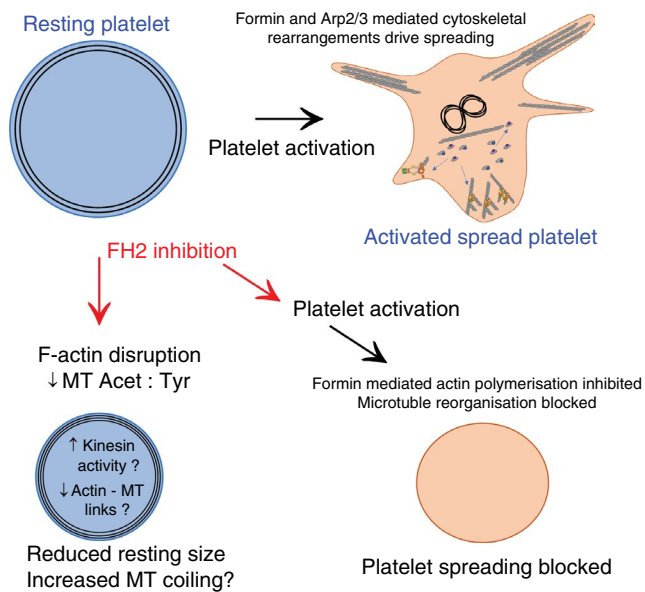 Resting platelet
Formin and Arp2/3 mediated cytoskeletal
rearrangements drive spreading
Platelet activation
Activated spread platelet
FH2 inhibition
Platelet activation
F-actin disruption
↓MT Acet : Tyr
Formin mediated actin polymerisation inhibited
Microtuble reorganisation blocked
↑ Kinesin
activity ?
↓Actin - MT
links ?
Reduced resting size
Increased MT coiling?
Platelet spreading blocked